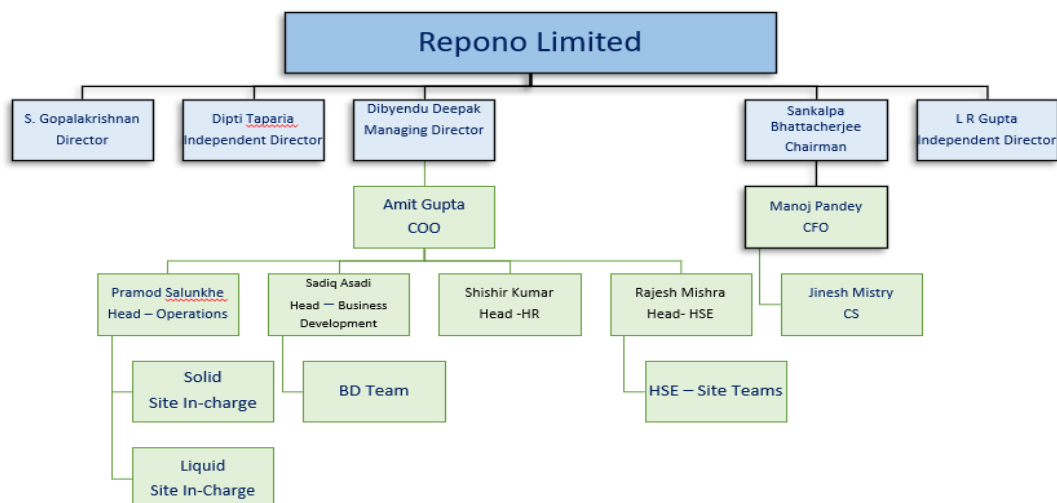 Repono Limited
S. Gopalakrishnan
Director
Dipti Taparia
Independent Director
Dibyendu Deepak
Managing Director
Sankalpa
Bhattacherjee
Chairman
L R Gupta
Independent Director
Amit Gupta
COO
Manoj Pandey
CFO
Pramod Salunkhe
Head – Operations
Sadiq Asadi
Head – Business
Development
Shishir Kumar
Head -HR
Rajesh Mishra
Head- HSE
Jinesh Mistry
CS
Solid
Site In-charge
BD Team
HSE – Site Teams
Liquid
Site In-Charge